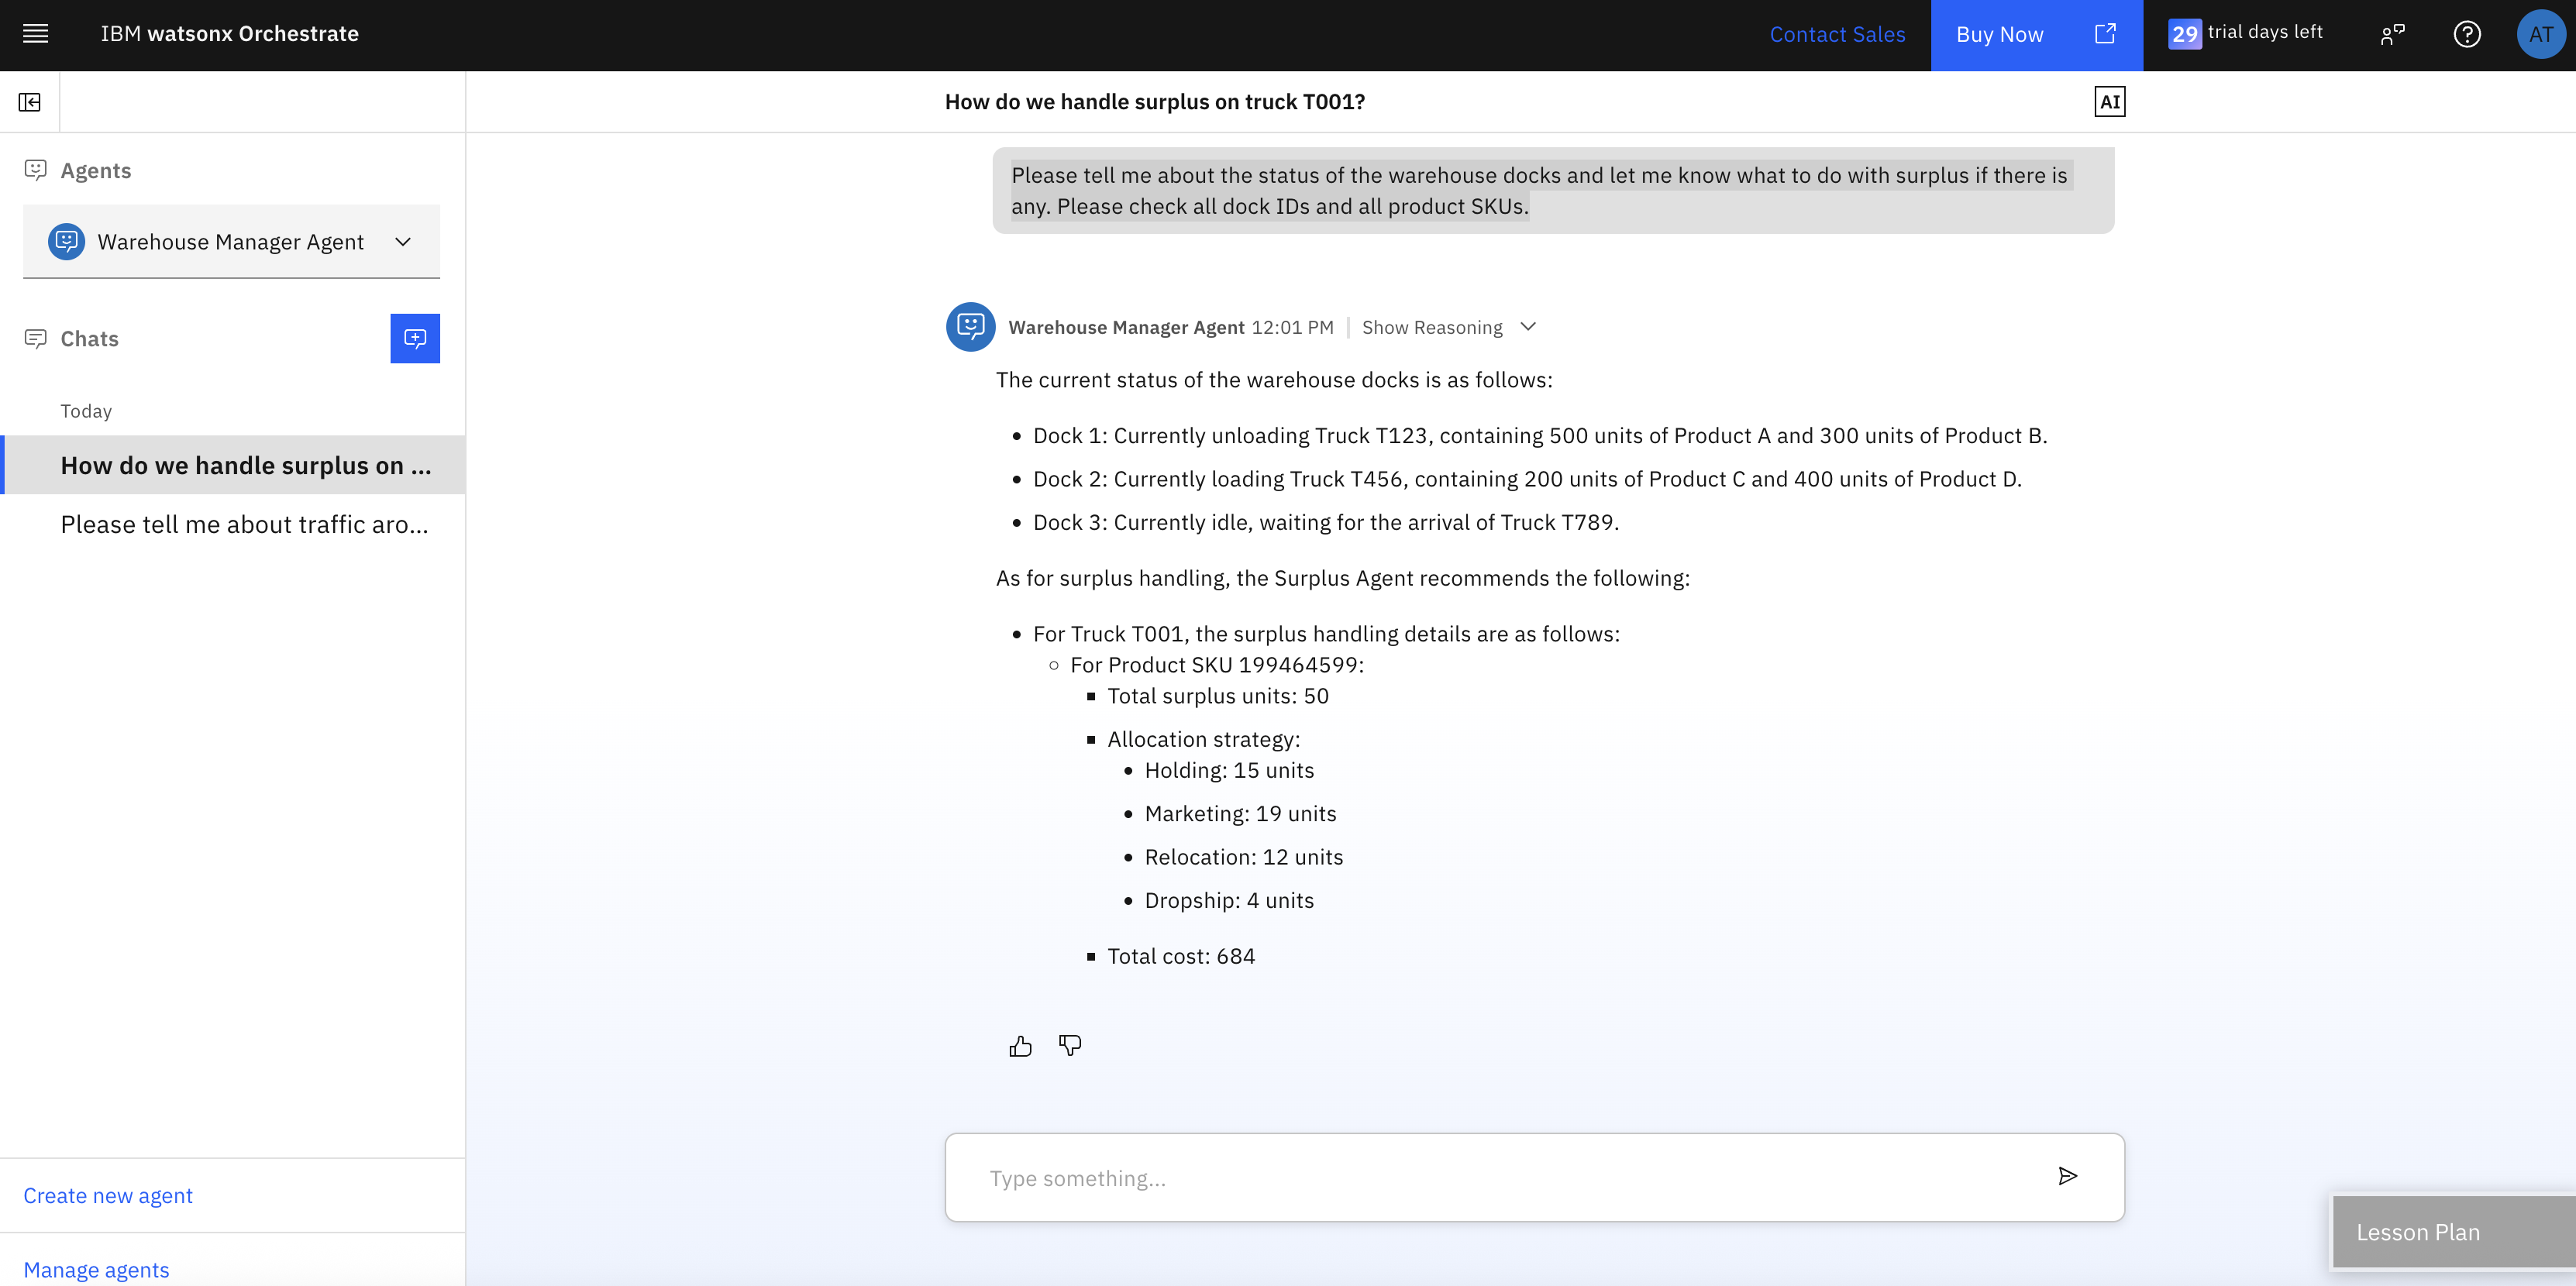 IBM watsonx Orchestrate
Contact Sales
Buy Now
29 trial days left
AT
How do we handle surplus on truck T001?
AI
Agents
Warehouse Manager Agent
Chats
Today
How do we handle surplus on ...
Please tell me about traffic aro...
Create new agent
Manage agents
Please tell me about the status of the warehouse docks and let me know what to do with surplus if there is
any. Please check all dock IDs and all product SKUs.
Warehouse Manager Agent 12:01 PM Show Reasoning
The current status of the warehouse docks is as follows:
• Dock 1: Currently unloading Truck T123, containing 500 units of Product A and 300 units of Product B.
• Dock 2: Currently loading Truck T456, containing 200 units of Product C and 400 units of Product D.
• Dock 3: Currently idle, waiting for the arrival of Truck T789.
As for surplus handling, the Surplus Agent recommends the following:
• For Truck T001, the surplus handling details are as follows:
◦ For Product SKU 199464599:
▪ Total surplus units: 50
▪ Allocation strategy:
• Holding: 15 units
• Marketing: 19 units
• Relocation: 12 units
• Dropship: 4 units
▪ Total cost: 684
Type something...
Lesson Plan